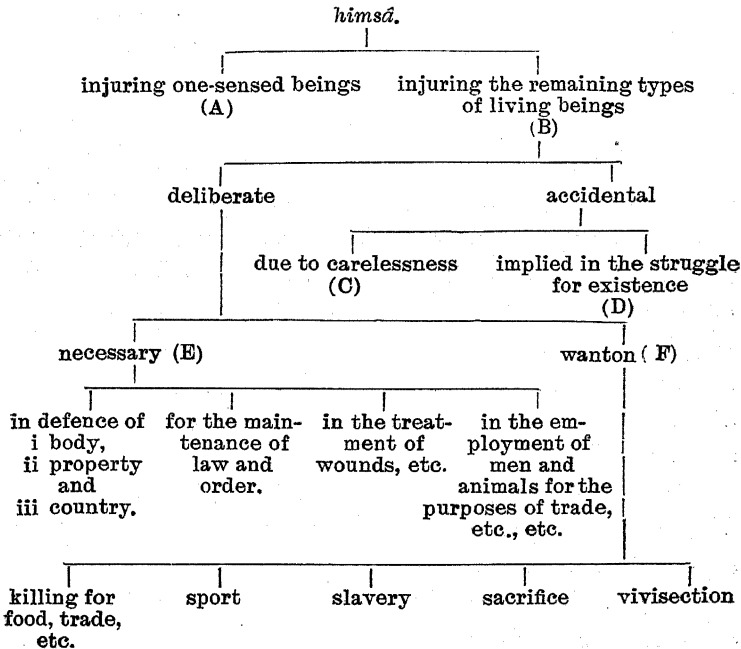 himsâ.
injuring one-sensed beings
(A)
injuring the remaining types
of living beings
(B)
deliberate
accidental
due to carelessness
(C)
implied in the struggle
for existence
(D)
necessary (E)
wanton ( F)
in defence of
i body,
ii property
and
iii country.
for the main-
tenance of
law and
order.
in the treat-
ment of
wounds, etc.
in the em-
ployment of
men and
animals for the
purposes of trade,
etc., etc.
killing for
food, trade,
etc.
sport
slavery
sacrifice
vivisection